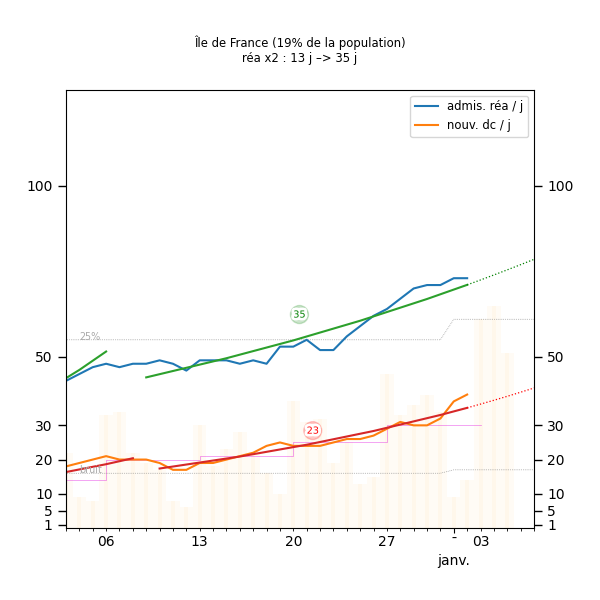 Île de France (19% de la population)
réa x2 : 13 j –> 35 j
admis. réa / j
nouv. dc / j
100 100
35
25%
50 50
30 30
23
20 20
bruit
10 10
5 5
1 1
06 13 20 27 - 03
janv.